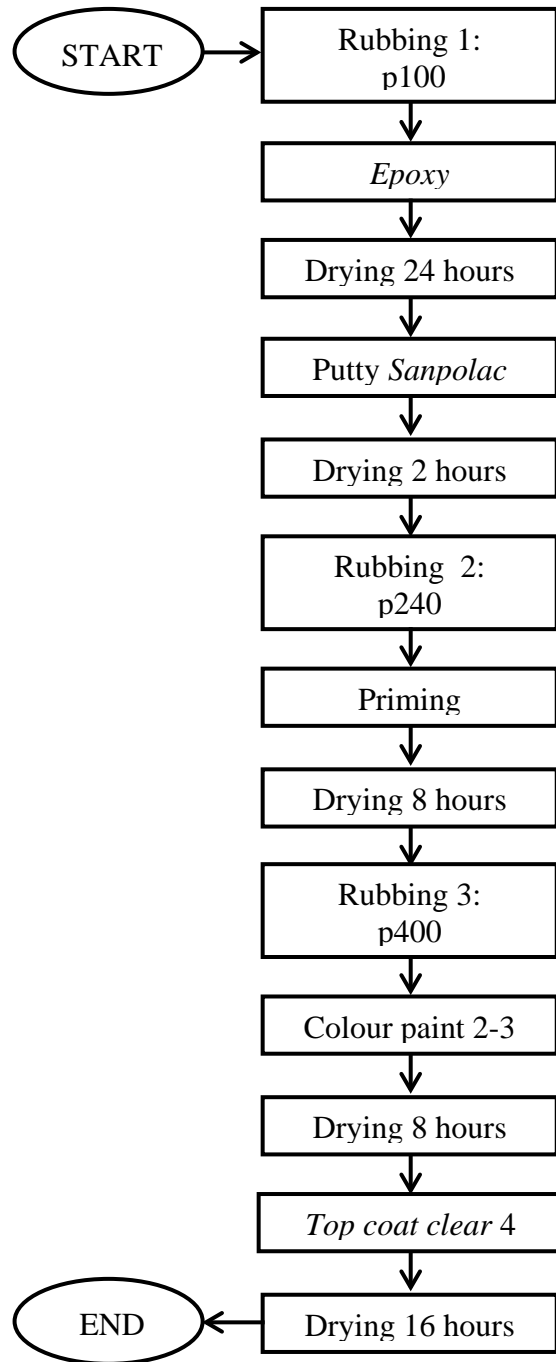 START
Rubbing 1:
p100
Epoxy
Drying 24 hours
Putty Sanpolac
Drying 2 hours
Rubbing 2:
p240
Priming
Drying 8 hours
Rubbing 3:
p400
Colour paint 2-3
Drying 8 hours
Top coat clear 4
Drying 16 hours
END